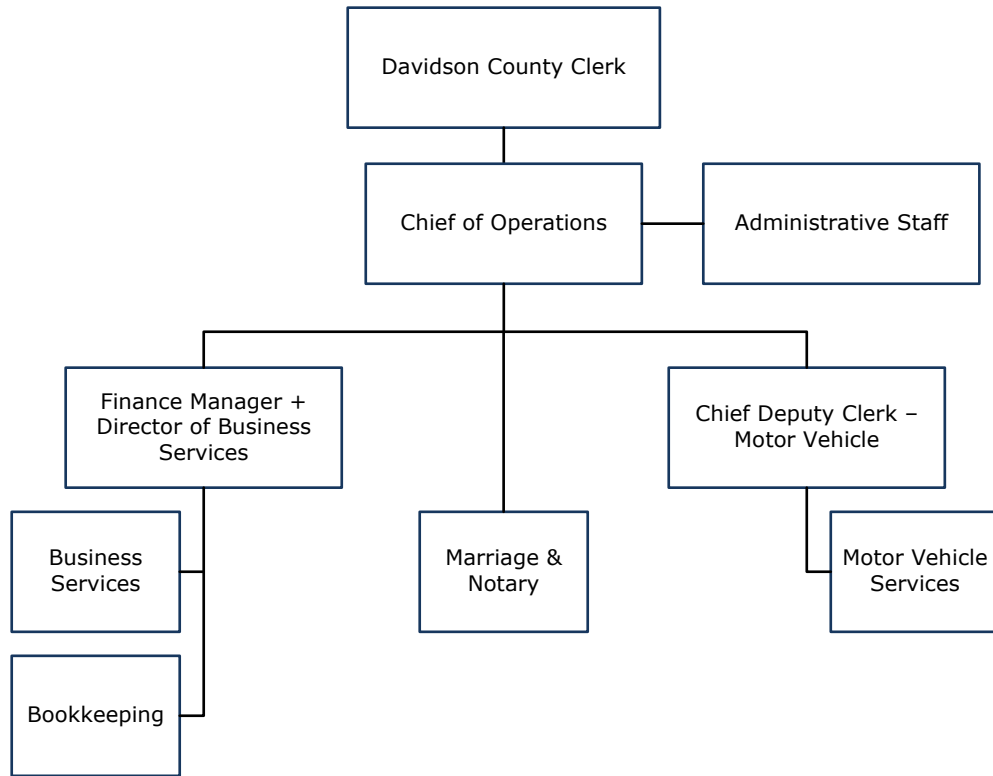 Davidson County Clerk
Chief of Operations
Administrative Staff
Finance Manager +
Director of Business
Services
Chief Deputy Clerk –
Motor Vehicle
Business
Services
Marriage &
Notary
Motor Vehicle
Services
Bookkeeping